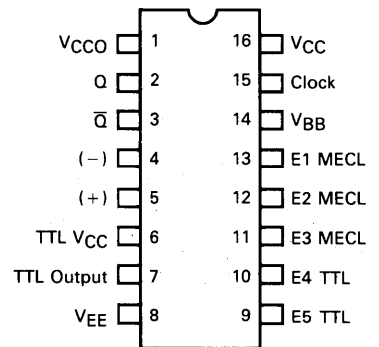 VCCO 1 16 VCC
Q 2 15 Clock
Q̅ 3 14 VBB
(−) 4 13 E1 MECL
(+) 5 12 E2 MECL
TTL VCC 6 11 E3 MECL
TTL Output 7 10 E4 TTL
VEE 8 9 E5 TTL